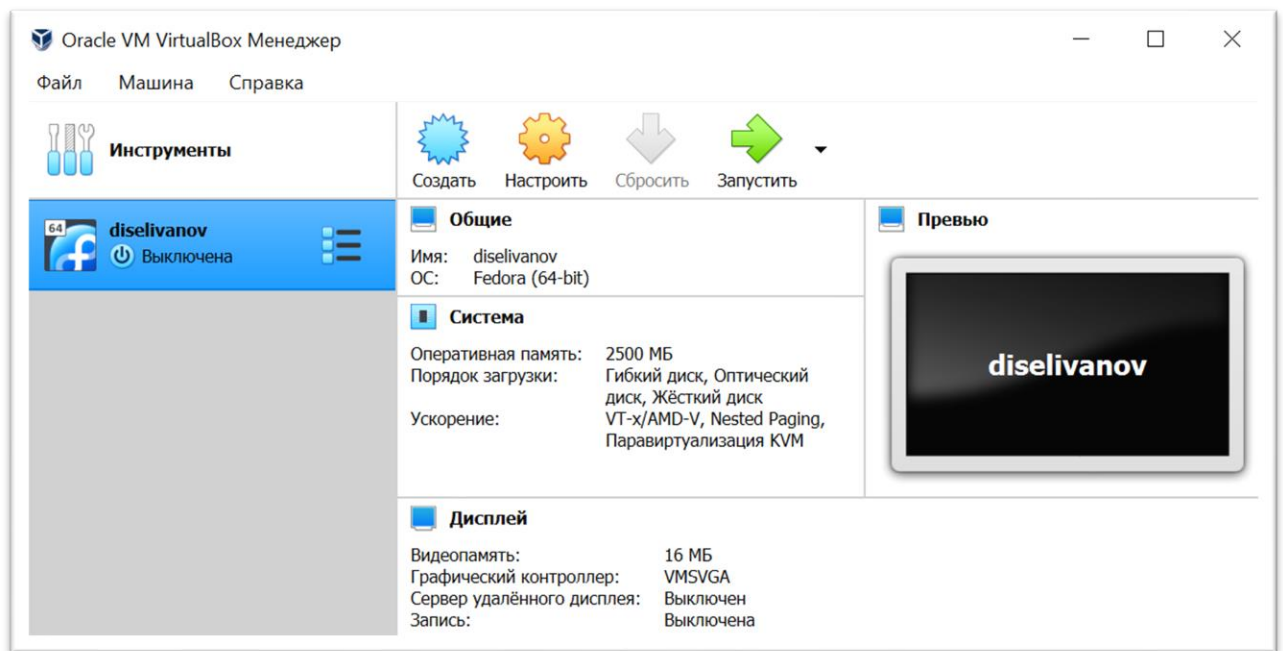 Oracle VM VirtualBox Менеджер
Файл Машина Справка
Инструменты
Создать Настроить Сбросить Запустить
64
diselivanov
Выключена
Общие
Имя: diselivanov
ОС: Fedora (64-bit)
Система
Оперативная память: 2500 МБ
Порядок загрузки: Гибкий диск, Оптический
диск, Жёсткий диск
Ускорение: VT-x/AMD-V, Nested Paging,
Паравиртуализация KVM
Превью
diselivanov
Дисплей
Видеопамять: 16 МБ
Графический контроллер: VMSVGA
Сервер удалённого дисплея: Выключен
Запись: Выключена